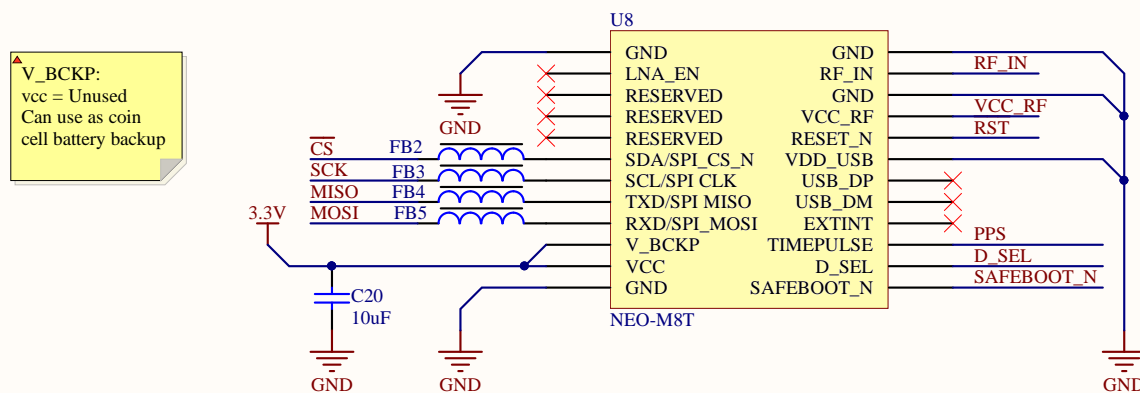 U8
V_BCKP:
vcc = Unused
Can use as coin
cell battery backup
GND
LNA_EN
RESERVED
RESERVED
RESERVED
SDA/SPI_CS_N
SCL/SPI CLK
TXD/SPI MISO
RXD/SPI_MOSI
V_BCKP
VCC
GND
GND
RF_IN
GND
VCC_RF
RESET_N
VDD_USB
USB_DP
USB_DM
EXTINT
TIMEPULSE
D_SEL
SAFEBOOT_N
NEO-M8T
GND
CS
SCK
MISO
MOSI
FB2
FB3
FB4
FB5
3.3V
C20
10uF
GND
GND
RF_IN
VCC_RF
RST
PPS
D_SEL
SAFEBOOT_N
GND